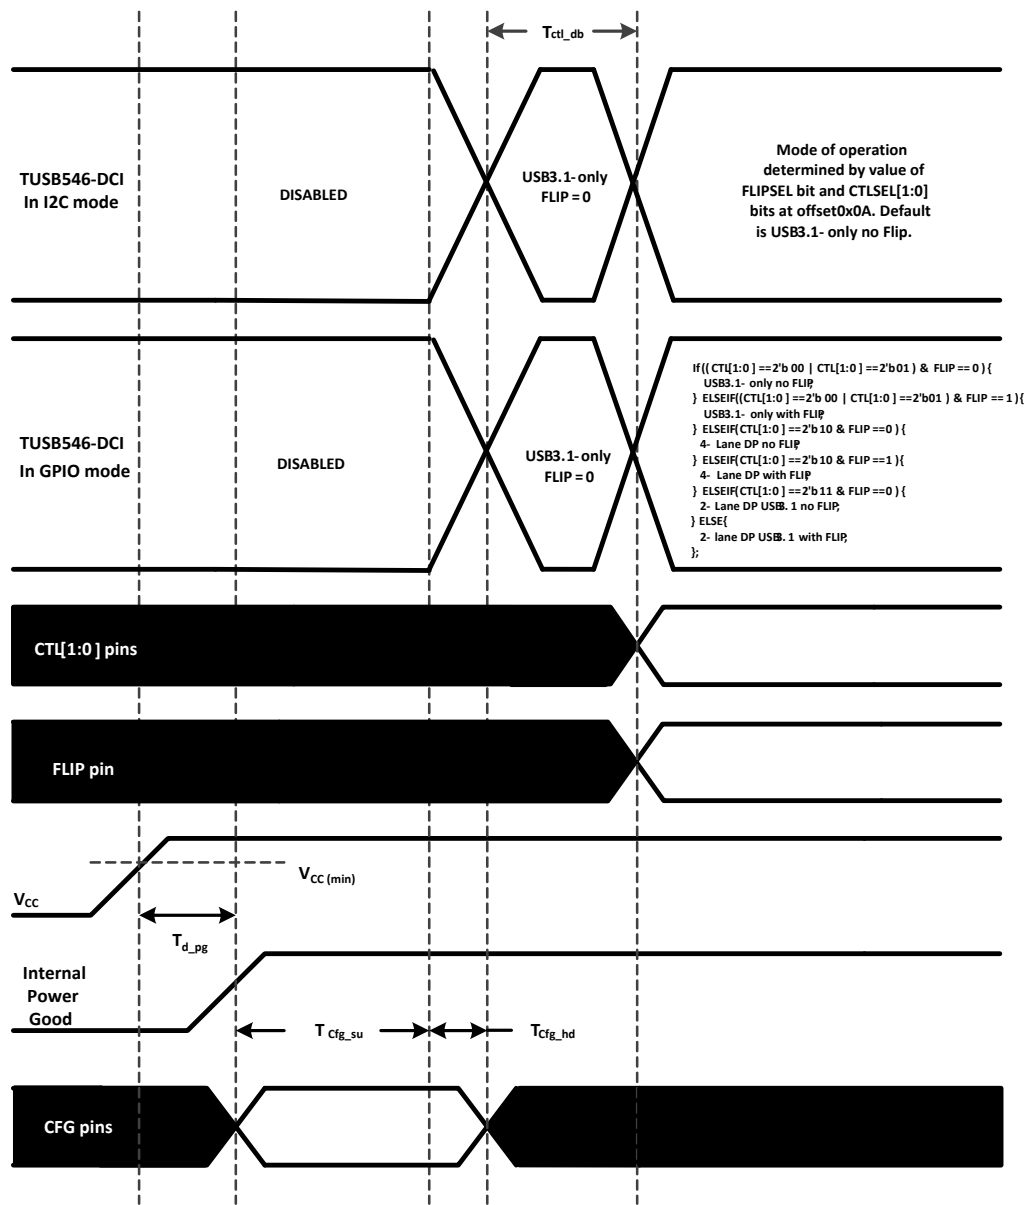 Tctl_db
TUSB546-DCI
In I2C mode
DISABLED
USB3.1- only
FLIP = 0
Mode of operation
determined by value of
FLIPSEL bit and CTLSEL[1:0]
bits at offset0x0A. Default
is USB3.1- only no Flip.
TUSB546-DCI
In GPIO mode
DISABLED
USB3.1- only
FLIP = 0
If(( CTL[1:0 ] ==2'b 00 | CTL[1:0 ] ==2'b01 ) & FLIP == 0 ) {
USB3.1- only no FLIP;
} ELSEIF((CTL[1:0 ] ==2'b 00 | CTL[1:0 ] ==2'b01 ) & FLIP == 1 ) {
USB3.1- only with FLIP;
} ELSEIF( CTL[1:0 ] ==2'b 10 & FLIP ==0 ) {
4- Lane DP no FLIP;
} ELSEIF( CTL[1:0 ] ==2'b 10 & FLIP ==1 ) {
4- Lane DP with FLIP;
} ELSEIF( CTL[1:0 ] ==2'b 11 & FLIP ==0 ) {
2- Lane DP USB3. 1 no FLIP;
} ELSE{
2- lane DP USB3. 1 with FLIP;
};
CTL[1:0 ] pins
FLIP pin
VCC (min)
VCC
Td_pg
Internal
Power
Good
TCfg_su
TCfg_hd
CFG pins